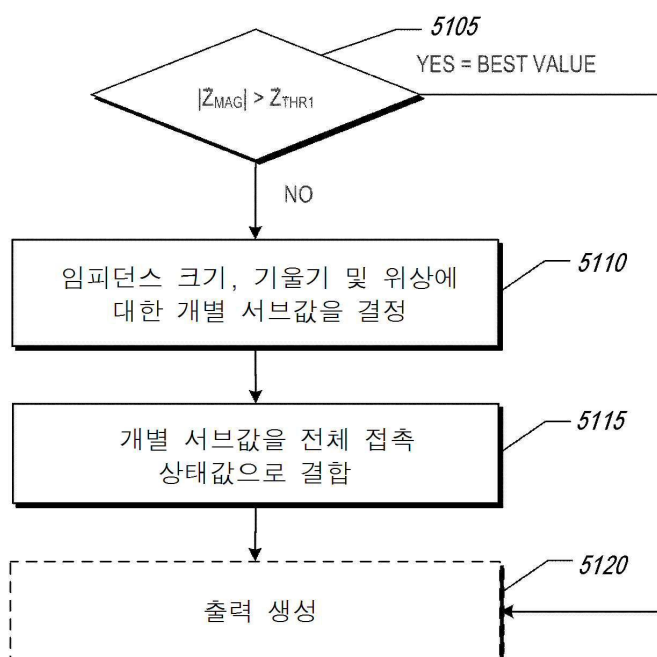 5105
YES = BEST VALUE
|Z_MAG| > Z_THR1
NO
임피던스 크기, 기울기 및 위상에
대한 개별 서브값을 결정
5110
개별 서브값을 전체 접촉
상태값으로 결합
5115
5120
출력 생성